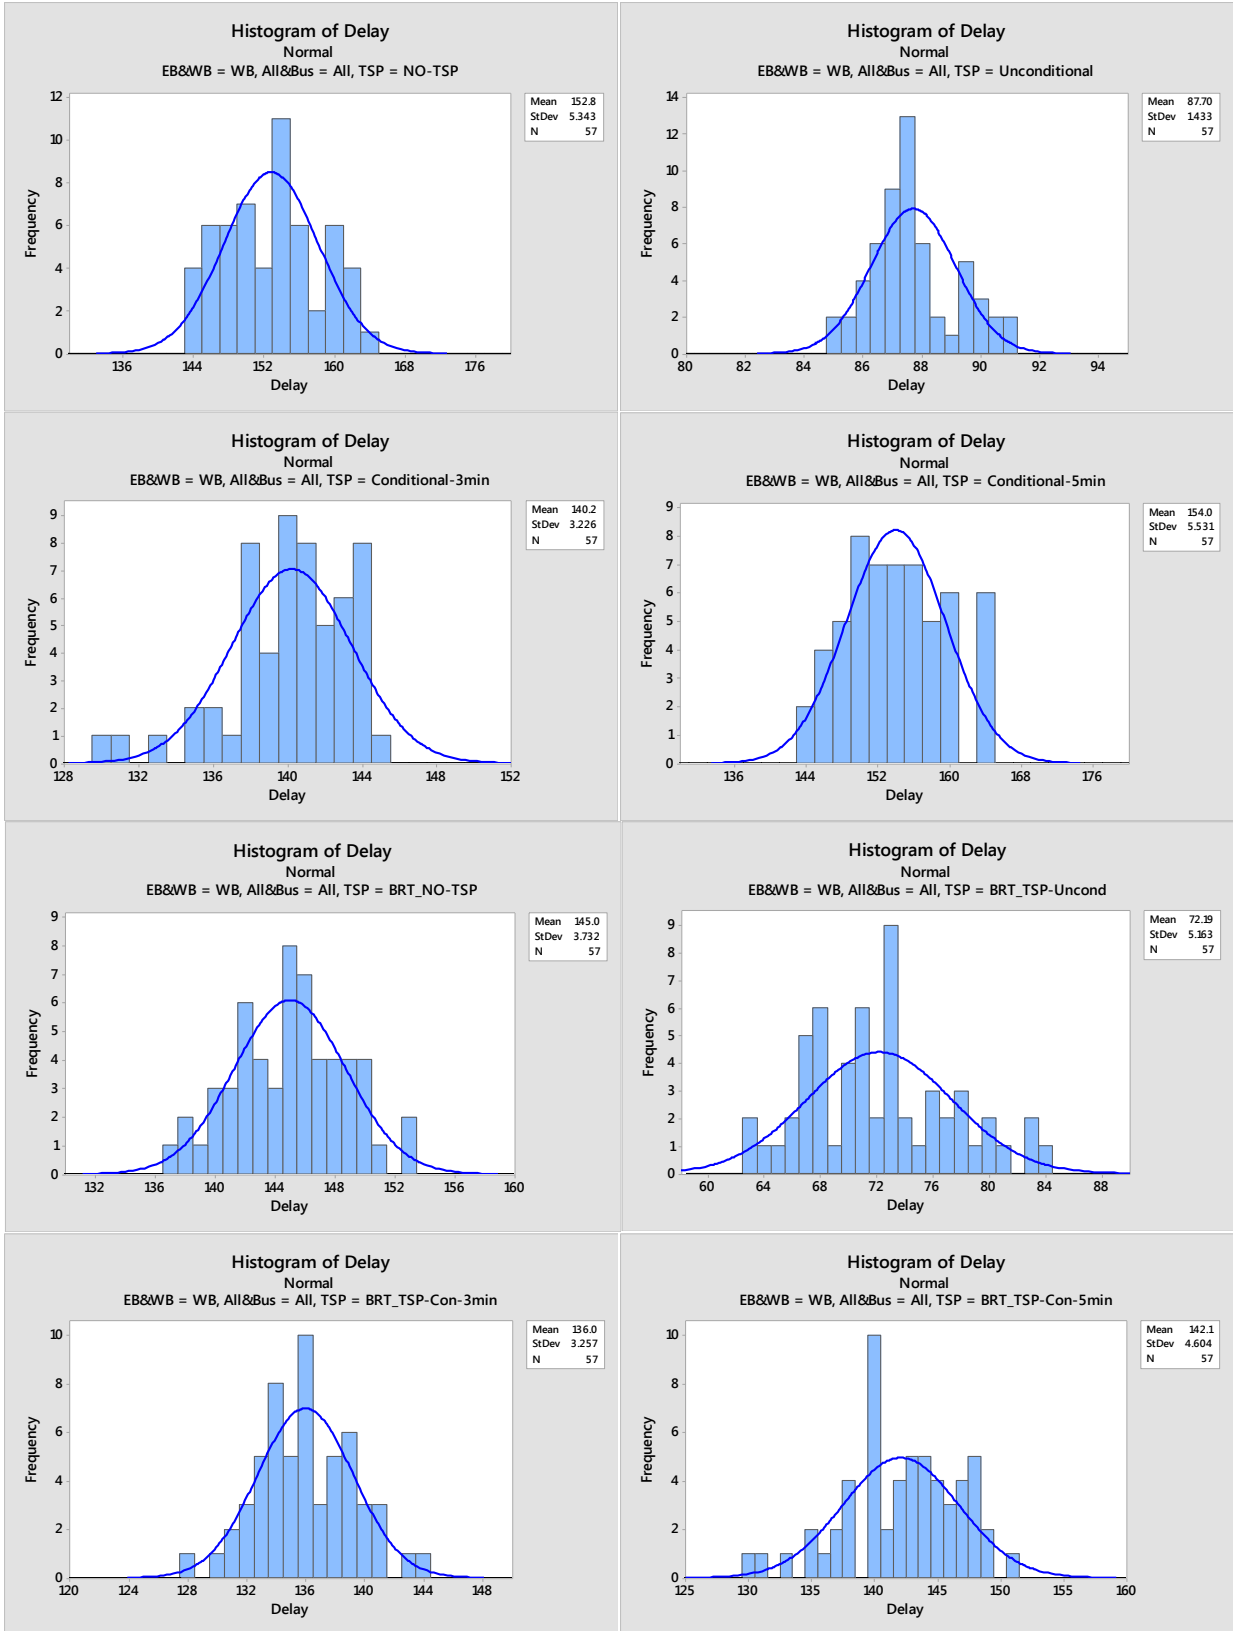 Histogram of Delay
Normal
EB&WB = WB, All&Bus = All, TSP = NO-TSP
Mean 152.8
StDev 5.343
N 57
12
10
8
6
4
2
0
Frequency
136 144 152 160 168 176
Delay
Histogram of Delay
Normal
EB&WB = WB, All&Bus = All, TSP = Unconditional
Mean 87.70
StDev 1.433
N 57
14
12
10
8
6
4
2
0
Frequency
80 82 84 86 88 90 92 94
Delay
Histogram of Delay
Normal
EB&WB = WB, All&Bus = All, TSP = Conditional-3min
Mean 140.2
StDev 3.226
N 57
9
8
7
6
5
4
3
2
1
0
Frequency
128 132 136 140 144 148 152
Delay
Histogram of Delay
Normal
EB&WB = WB, All&Bus = All, TSP = Conditional-5min
Mean 154.0
StDev 5.531
N 57
9
8
7
6
5
4
3
2
1
0
Frequency
136 144 152 160 168 176
Delay
Histogram of Delay
Normal
EB&WB = WB, All&Bus = All, TSP = BRT_NO-TSP
Mean 145.0
StDev 3.732
N 57
9
8
7
6
5
4
3
2
1
0
Frequency
132 136 140 144 148 152 156 160
Delay
Histogram of Delay
Normal
EB&WB = WB, All&Bus = All, TSP = BRT_TSP-Uncond
Mean 72.19
StDev 5.163
N 57
9
8
7
6
5
4
3
2
1
0
Frequency
60 64 68 72 76 80 84 88
Delay
Histogram of Delay
Normal
EB&WB = WB, All&Bus = All, TSP = BRT_TSP-Con-3min
Mean 136.0
StDev 3.257
N 57
10
8
6
4
2
0
Frequency
120 124 128 132 136 140 144 148
Delay
Histogram of Delay
Normal
EB&WB = WB, All&Bus = All, TSP = BRT_TSP-Con-5min
Mean 142.1
StDev 4.604
N 57
10
8
6
4
2
0
Frequency
125 130 135 140 145 150 155 160
Delay